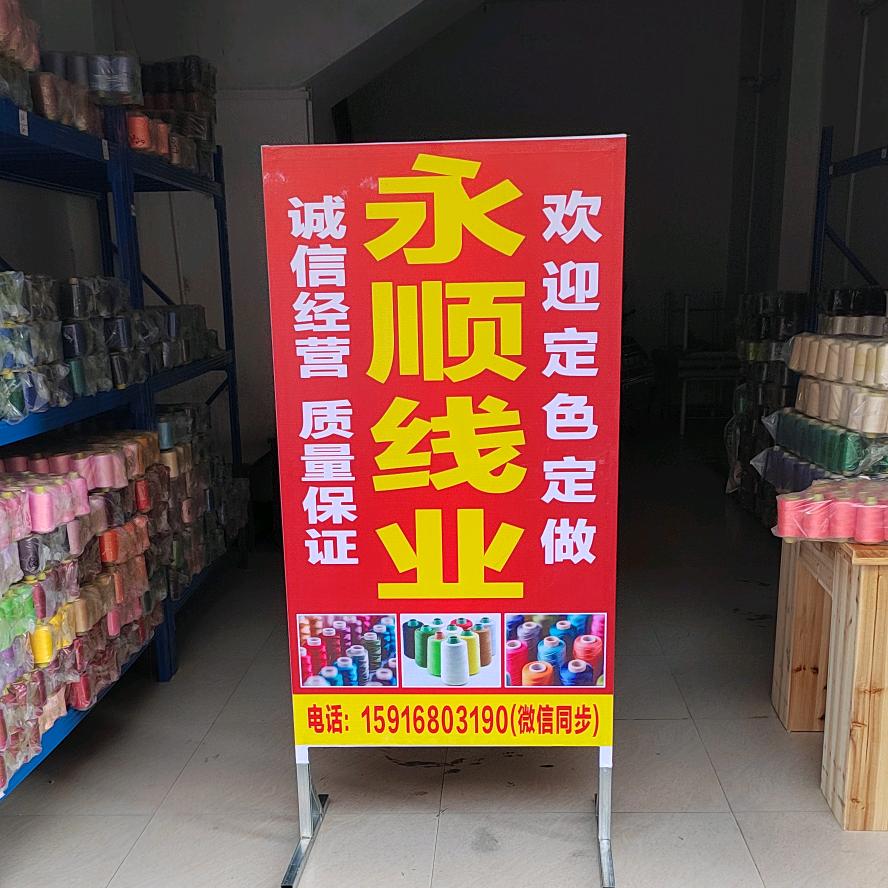 永顺线业
欢迎定色定做
诚信经营 质量保证
电话：15916803190(微信同步)